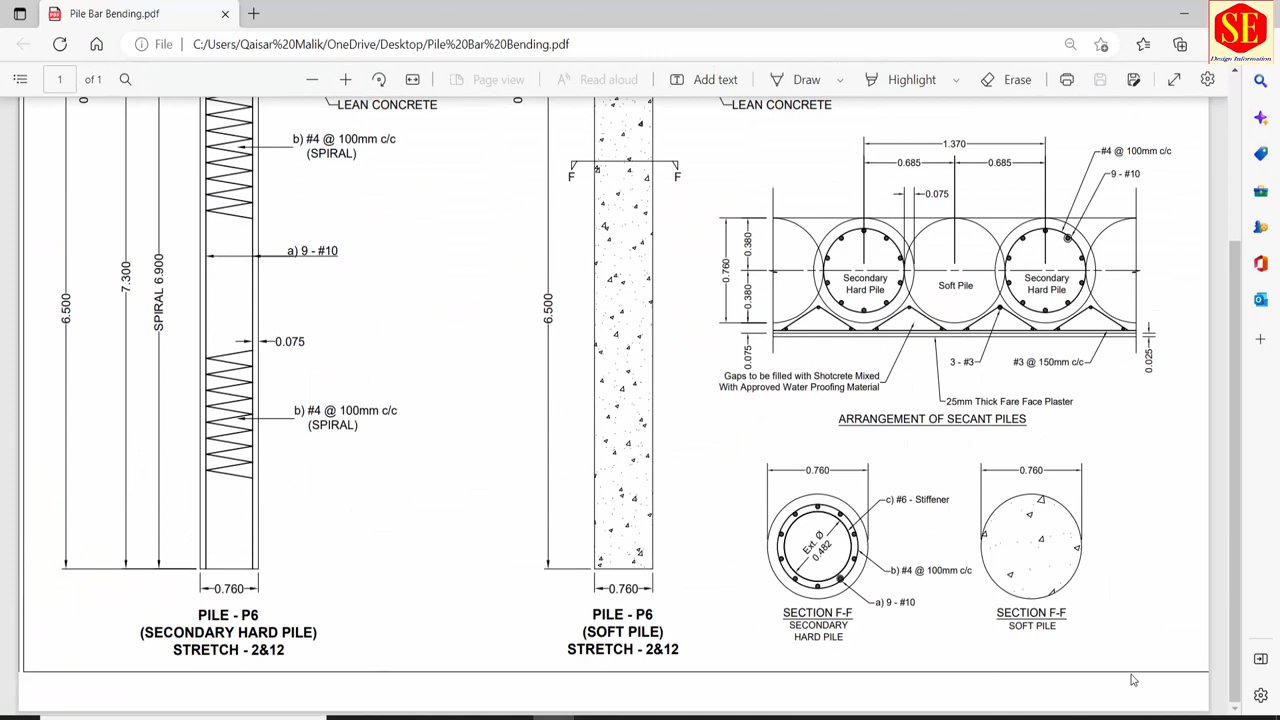 Pile Bar Bending.pdf
SE
Design Information
File
C:/Users/Qaisar%20Malik/OneDrive/Desktop/Pile%20Bar%20Bending.pdf
1 of 1
Page view
Read aloud
Add text
Draw
Highlight
Erase
LEAN CONCRETE
b) #4 @ 100mm c/c
(SPIRAL)
a) 9 - #10
6.500
7.300
SPIRAL 6.900
0.075
b) #4 @ 100mm c/c
(SPIRAL)
0.760
PILE - P6
(SECONDARY HARD PILE)
STRETCH - 2&12
LEAN CONCRETE
F
F
6.500
0.760
PILE - P6
(SOFT PILE)
STRETCH - 2&12
1.370
0.685
0.685
#4 @ 100mm c/c
9 - #10
0.075
0.760
0.380
0.380
Secondary
Hard Pile
Soft Pile
Secondary
Hard Pile
0.075
0.025
3 - #3
#3 @ 150mm c/c
Gaps to be filled with Shotcrete Mixed
With Approved Water Proofing Material
25mm Thick Fare Face Plaster
ARRANGEMENT OF SECANT PILES
0.760
c) #6 - Stiffener
Ext. Ø
0.482
b) #4 @ 100mm c/c
a) 9 - #10
SECTION F-F
SECONDARY
HARD PILE
0.760
SECTION F-F
SOFT PILE